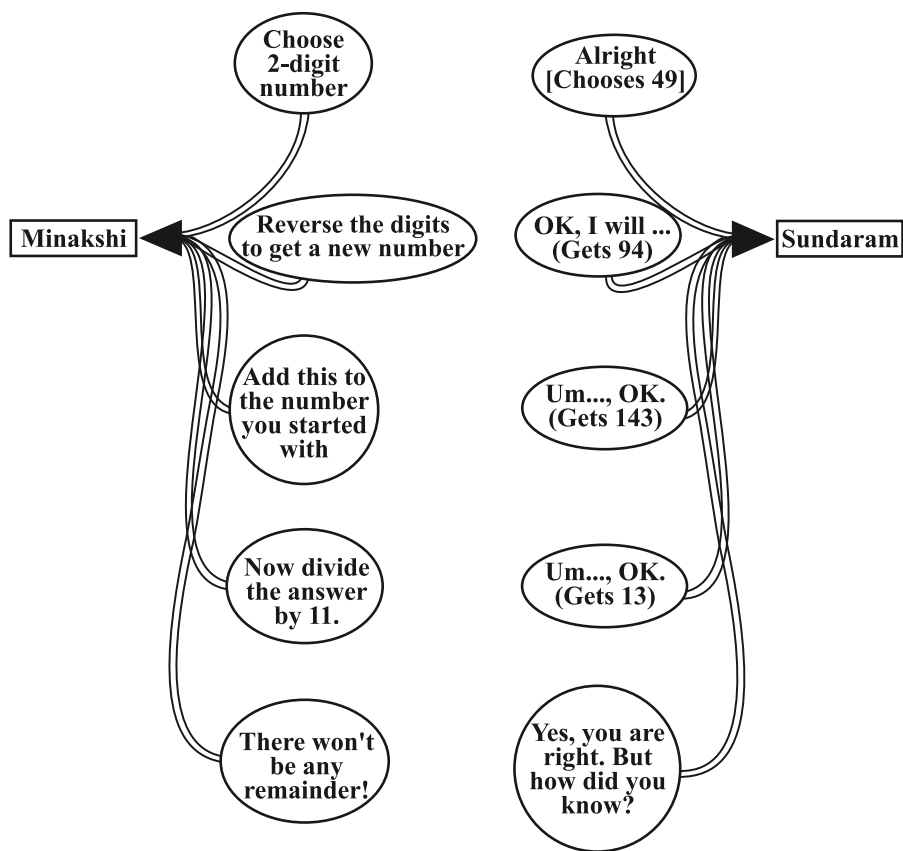 Choose
2-digit
number
Alright
[Chooses 49]
Minakshi
Reverse the digits
to get a new number
OK, I will ...
(Gets 94)
Sundaram
Add this to
the number
you started
with
Um..., OK.
(Gets 143)
Now divide
the answer
by 11.
Um..., OK.
(Gets 13)
There won't
be any
remainder!
Yes, you are
right. But
how did you
know?